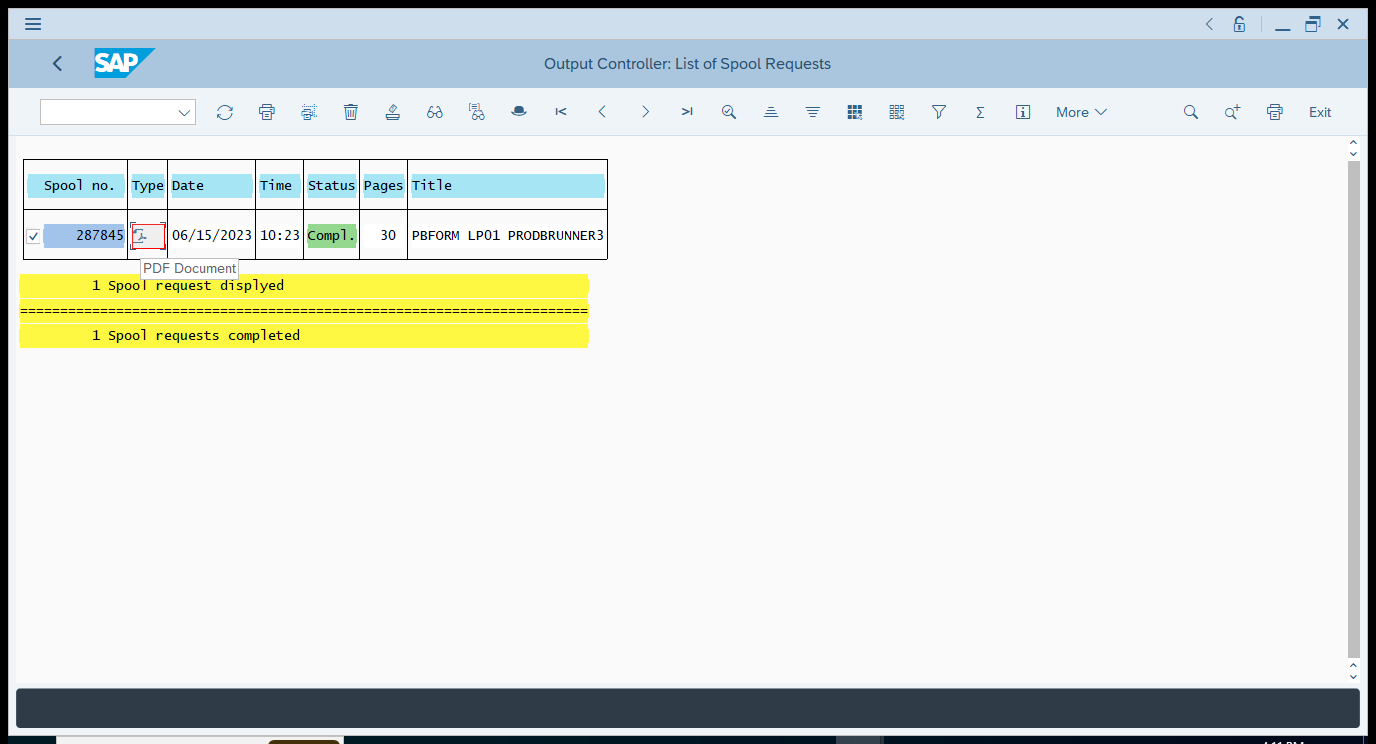 SAP
Output Controller: List of Spool Requests
More
Exit
Spool no. Type Date Time Status Pages Title
287845 06/15/2023 10:23 Compl. 30 PBFORM LP01 PRODBRUNNER3
PDF Document
1 Spool request displyed
=======================================================================
1 Spool requests completed